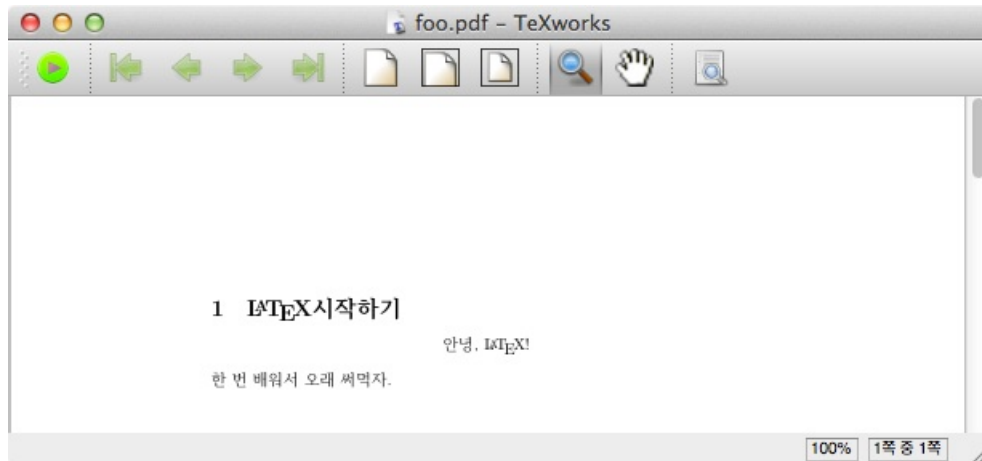 foo.pdf – TeXworks
1 LATEX시작하기
안녕, LATEX!
한 번 배워서 오래 써먹자.
100% 1쪽 중 1쪽